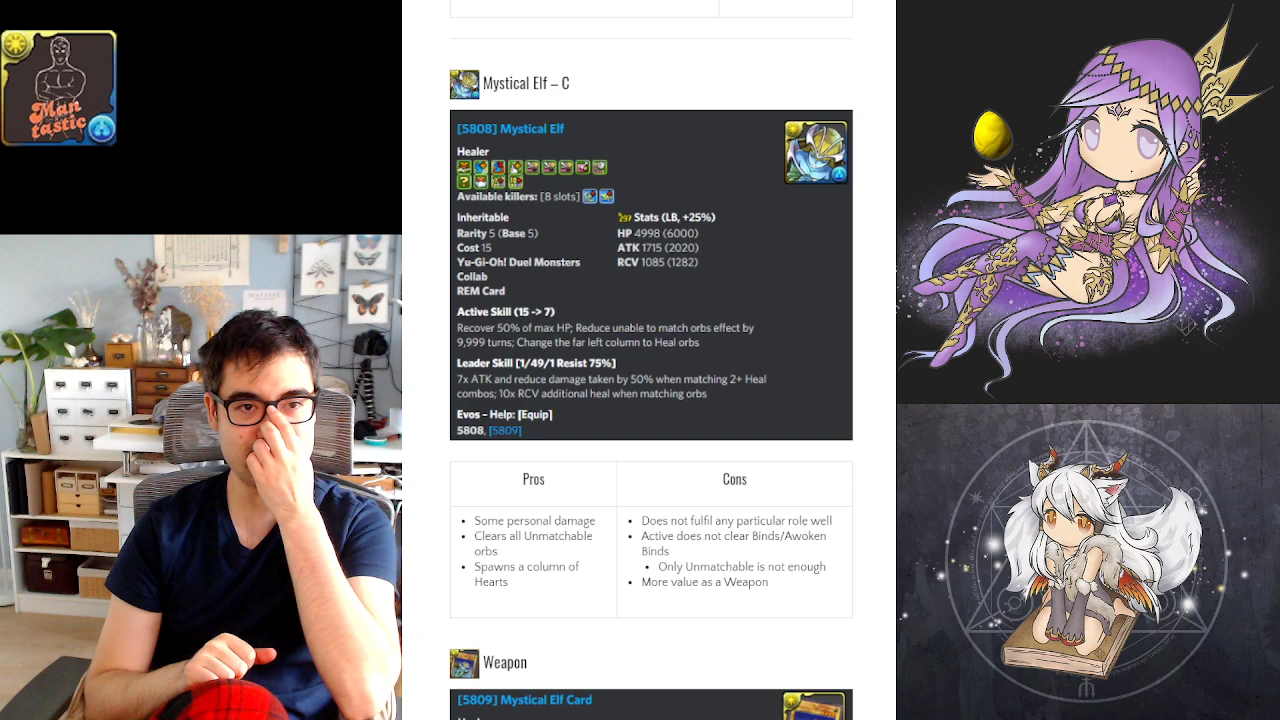 Man
tastic
Mystical Elf – C
[5808] Mystical Elf
Healer
Available killers: [8 slots]
Inheritable
Rarity 5 (Base 5)
Cost 15
Yu-Gi-Oh! Duel Monsters
Collab
REM Card
297 Stats (LB, +25%)
HP 4998 (6000)
ATK 1715 (2020)
RCV 1085 (1282)
Active Skill (15 -> 7)
Recover 50% of max HP; Reduce unable to match orbs effect by
9,999 turns; Change the far left column to Heal orbs
Leader Skill [1/49/1 Resist 75%]
7x ATK and reduce damage taken by 50% when matching 2+ Heal
combos; 10x RCV additional heal when matching orbs
Evos – Help: [Equip]
5808, [5809]
Pros
Cons
Some personal damage
Clears all Unmatchable
orbs
Spawns a column of
Hearts
Does not fulfil any particular role well
Active does not clear Binds/Awoken
Binds
Only Unmatchable is not enough
More value as a Weapon
Weapon
[5809] Mystical Elf Card